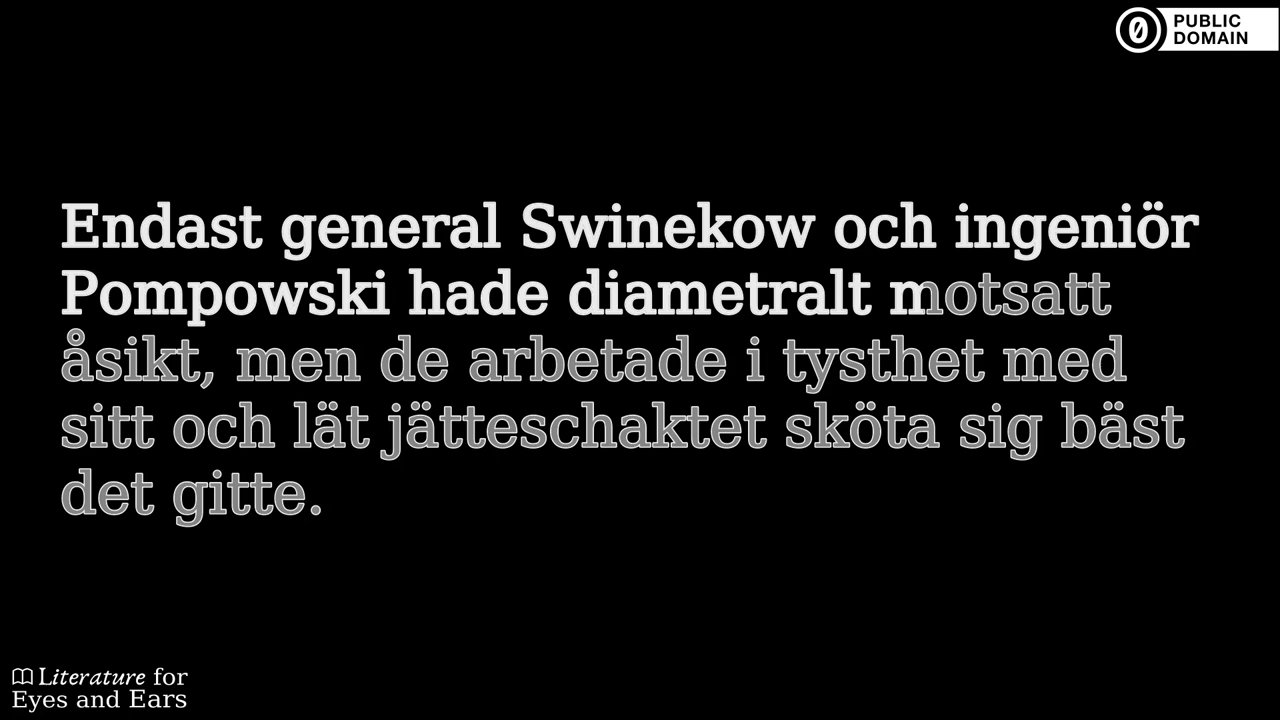 PUBLIC
DOMAIN
Endast general Swinekow och ingeniör
Pompowski hade diametralt motsatt
åsikt, men de arbetade i tysthet med
sitt och lät jätteschaktet sköta sig bäst
det gitte.
Literature for
Eyes and Ears